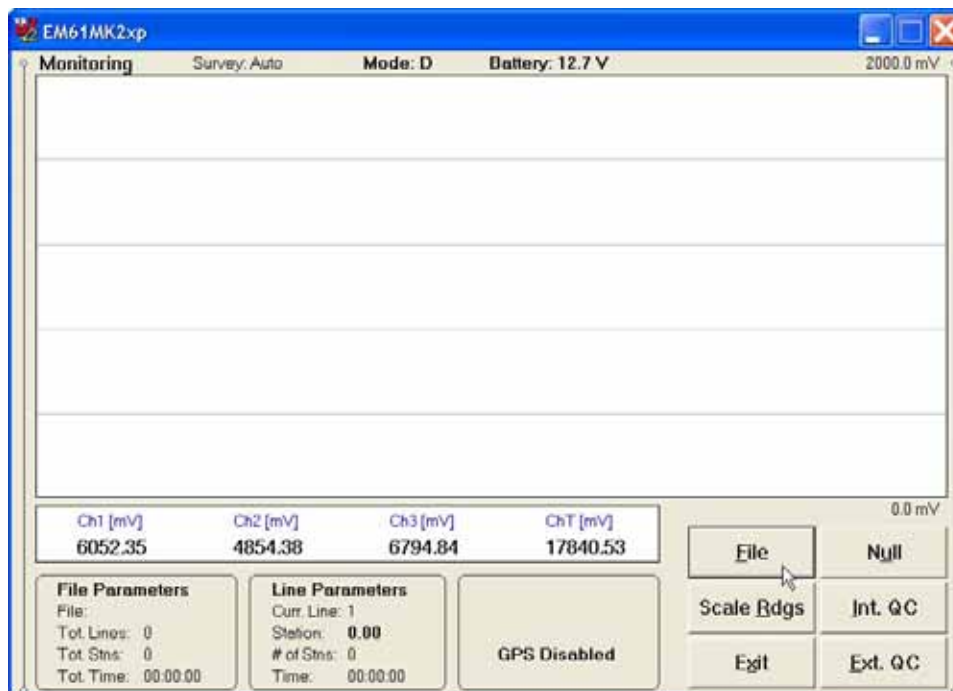 EM61MK2xp
Monitoring Survey: Auto Mode: D Battery: 12.7 V 2000.0 mV
0.0 mV
Ch1 [mV] Ch2 [mV] Ch3 [mV] ChT [mV]
6052.35 4854.38 6794.84 17840.53
File Null
Scale Rdgs Int. QC
Exit Ext. QC
File Parameters
File:
Tot. Lines: 0
Tot. Stns: 0
Tot. Time: 00:00:00
Line Parameters
Curr. Line: 1
Station: 0.00
# of Stns: 0
Time: 00:00:00
GPS Disabled